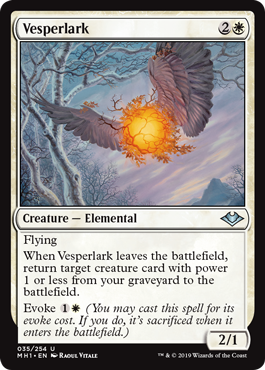 Vesperlark 2
Creature — Elemental
Flying
When Vesperlark leaves the battlefield,
return target creature card with power
1 or less from your graveyard to the
battlefield.
Evoke 1 (You may cast this spell for its
evoke cost. If you do, it's sacrificed when it
enters the battlefield.)
2/1
035/254 U
MH1 • EN RAOUL VITALE
™ & © 2019 Wizards of the Coast